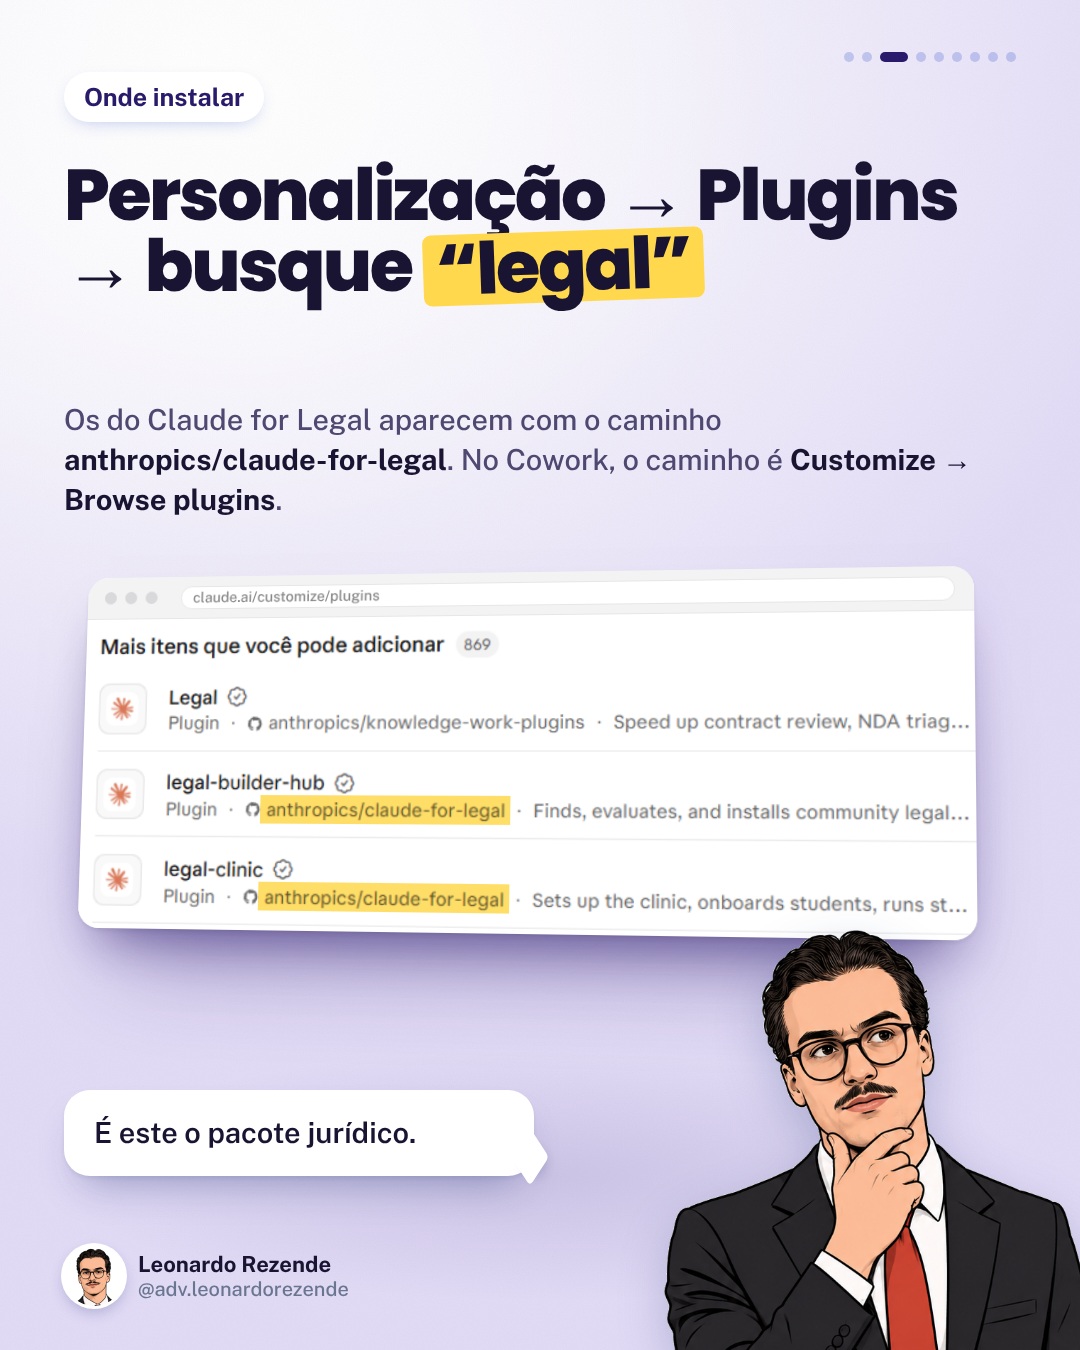 Onde instalar
Personalização → Plugins
→ busque “legal”
Os do Claude for Legal aparecem com o caminho
anthropics/claude-for-legal. No Cowork, o caminho é Customize →
Browse plugins.
claude.ai/customize/plugins
Mais itens que você pode adicionar 869
Legal
Plugin · anthropics/knowledge-work-plugins · Speed up contract review, NDA triag...
legal-builder-hub
Plugin · anthropics/claude-for-legal · Finds, evaluates, and installs community legal...
legal-clinic
Plugin · anthropics/claude-for-legal · Sets up the clinic, onboards students, runs st...
É este o pacote jurídico.
Leonardo Rezende
@adv.leonardorezende